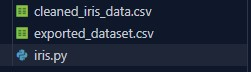 cleaned_iris_data.csv
exported_dataset.csv
iris.py